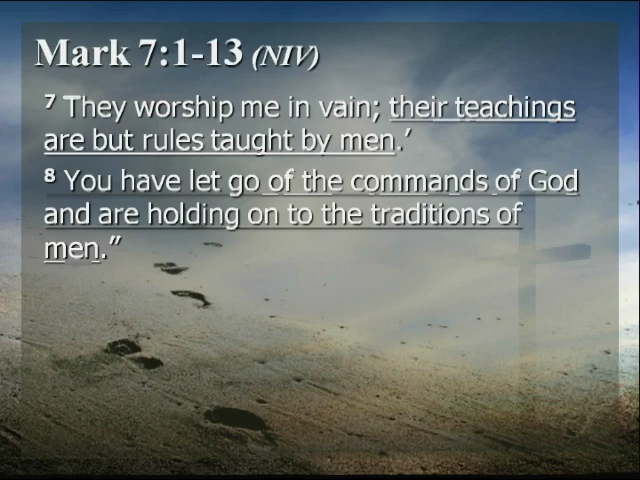 Mark 7:1-13 (NIV)
7 They worship me in vain; their teachings
are but rules taught by men.’
8 You have let go of the commands of God
and are holding on to the traditions of
men.”